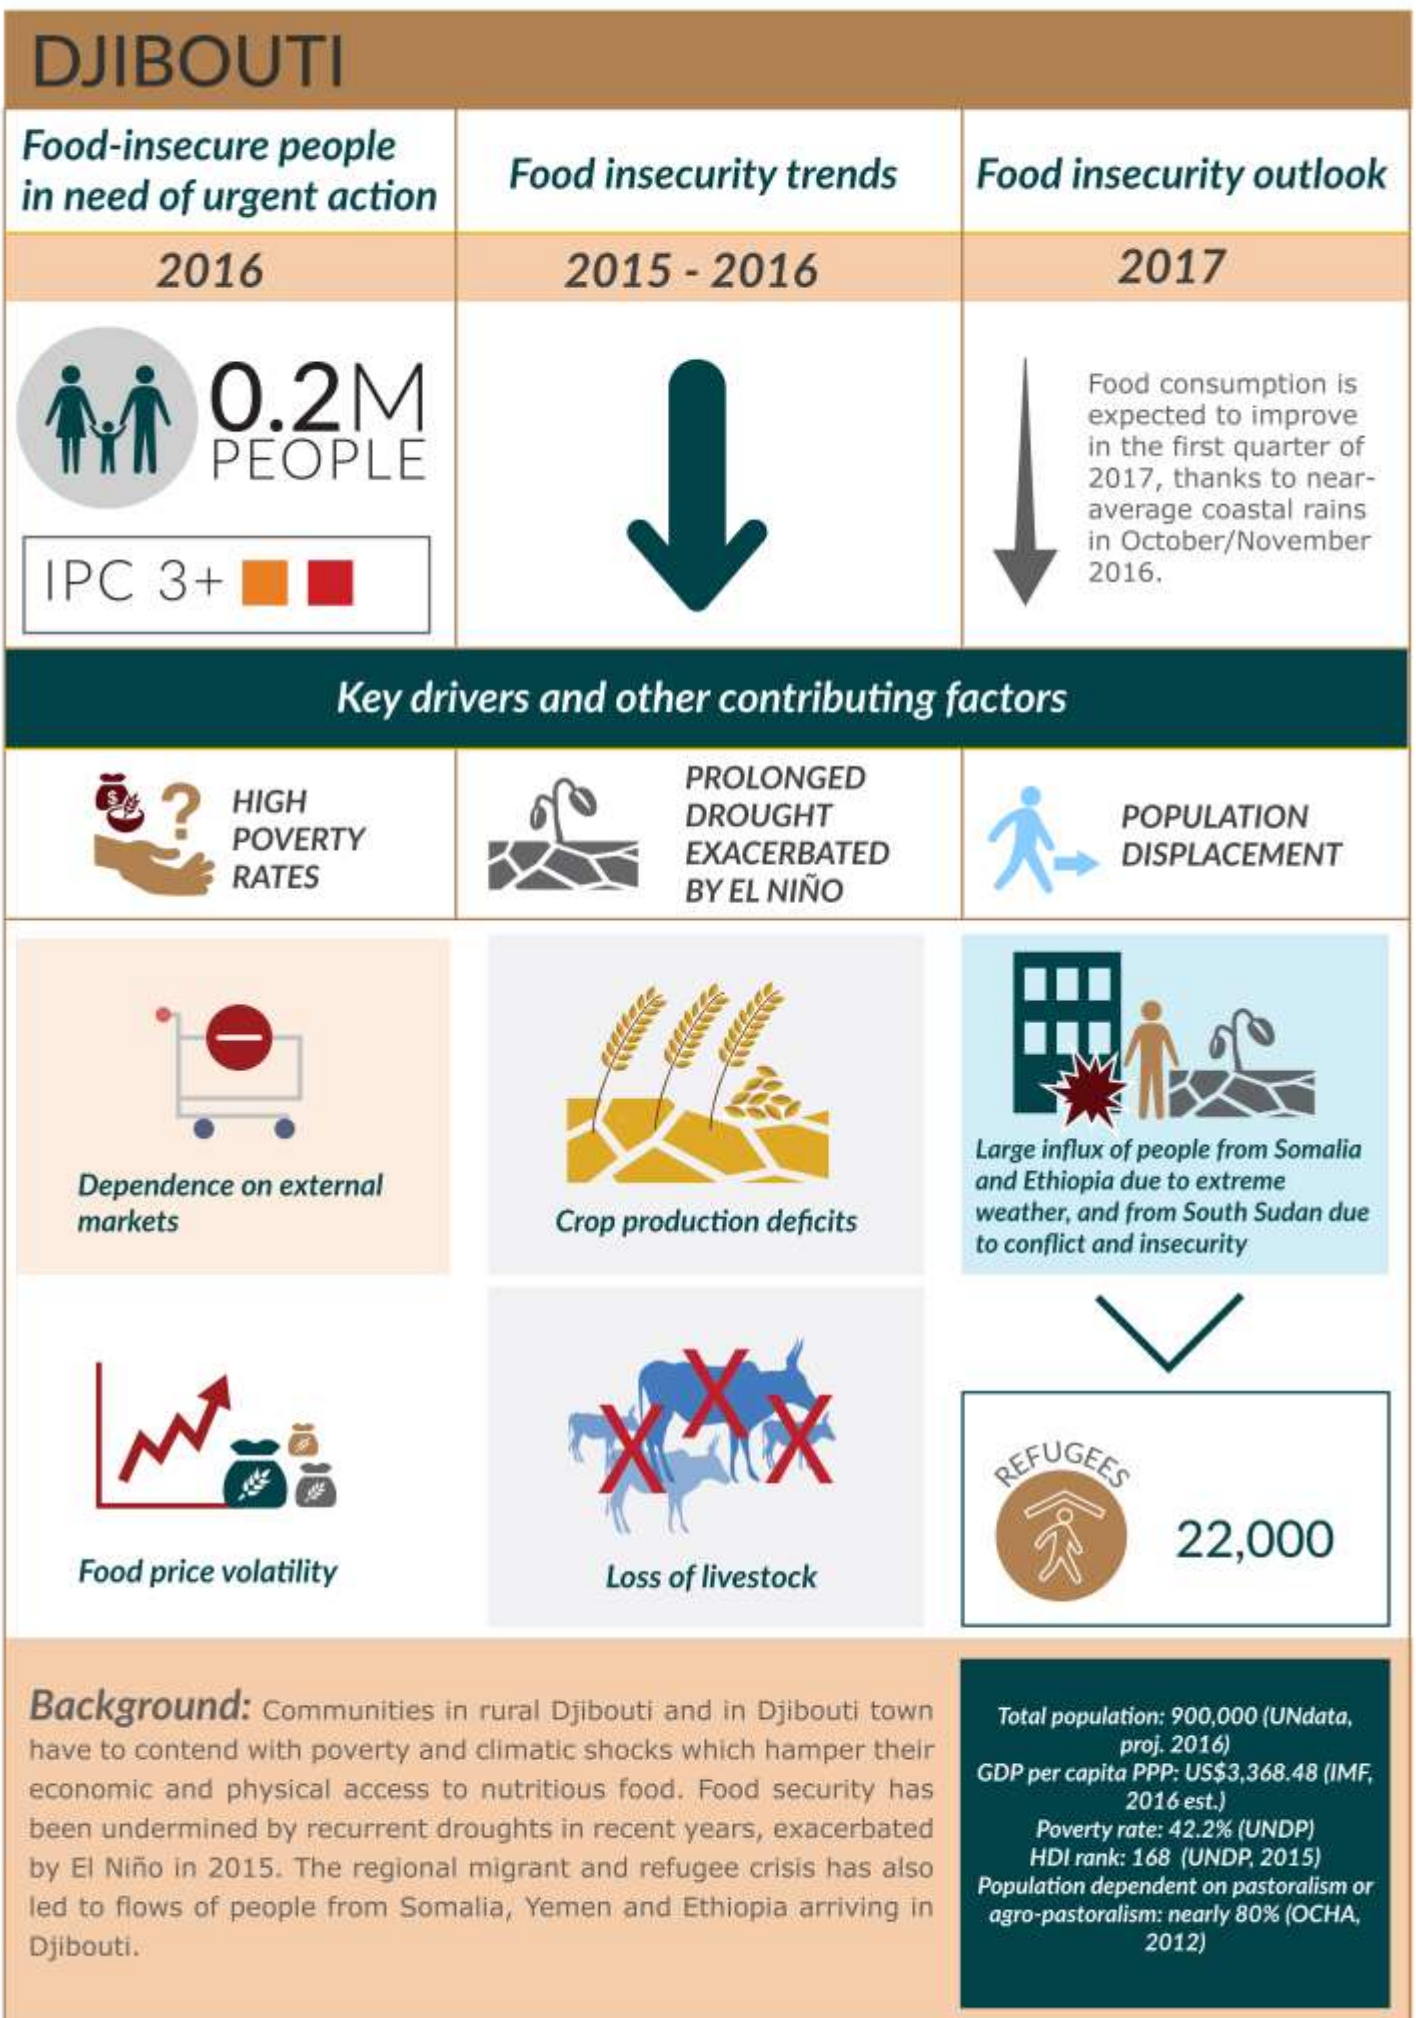 DJIBOUTI
Food-insecure people
in need of urgent action
Food insecurity trends
Food insecurity outlook
2016
2015 - 2016
2017
0.2M
PEOPLE
IPC 3+
Food consumption is
expected to improve
in the first quarter of
2017, thanks to near-
average coastal rains
in October/November
2016.
Key drivers and other contributing factors
?
HIGH
POVERTY
RATES
$
PROLONGED
DROUGHT
EXACERBATED
BY EL NIÑO
POPULATION
DISPLACEMENT
Dependence on external
markets
Crop production deficits
Large influx of people from Somalia
and Ethiopia due to extreme
weather, and from South Sudan due
to conflict and insecurity
Food price volatility
X X X
Loss of livestock
REFUGEES
22,000
Background: Communities in rural Djibouti and in Djibouti town
have to contend with poverty and climatic shocks which hamper their
economic and physical access to nutritious food. Food security has
been undermined by recurrent droughts in recent years, exacerbated
by El Niño in 2015. The regional migrant and refugee crisis has also
led to flows of people from Somalia, Yemen and Ethiopia arriving in
Djibouti.
Total population: 900,000 (UNdata,
proj. 2016)
GDP per capita PPP: US$3,368.48 (IMF,
2016 est.)
Poverty rate: 42.2% (UNDP)
HDI rank: 168 (UNDP, 2015)
Population dependent on pastoralism or
agro-pastoralism: nearly 80% (OCHA,
2012)